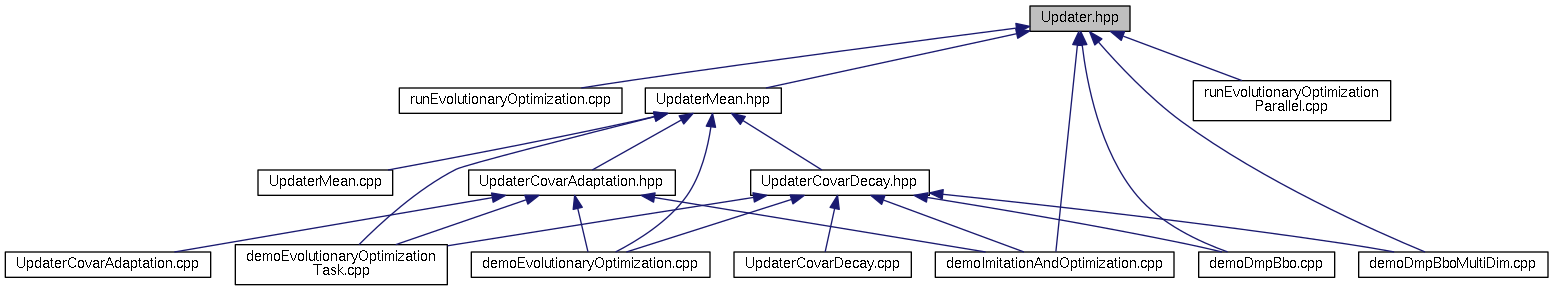 Updater.hpp
runEvolutionaryOptimization.cpp
UpdaterMean.hpp
runEvolutionaryOptimization
Parallel.cpp
UpdaterMean.cpp
UpdaterCovarAdaptation.hpp
UpdaterCovarDecay.hpp
UpdaterCovarAdaptation.cpp
demoEvolutionaryOptimization
Task.cpp
demoEvolutionaryOptimization.cpp
UpdaterCovarDecay.cpp
demoImitationAndOptimization.cpp
demoDmpBbo.cpp
demoDmpBboMultiDim.cpp